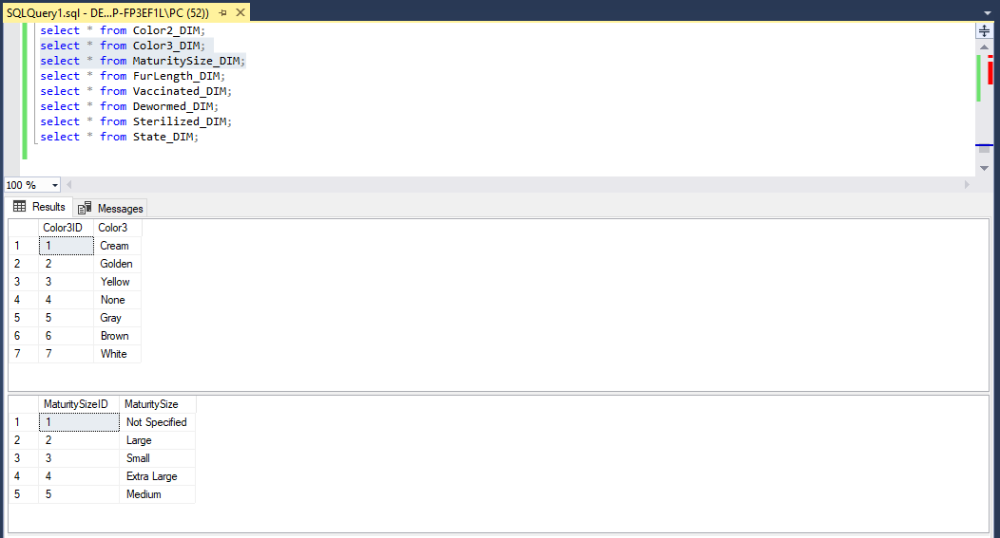 SQLQuery1.sql - DE...P-FP3EF1L\PC (52))
select * from Color2_DIM;
select * from Color3_DIM;
select * from MaturitySize_DIM;
select * from FurLength_DIM;
select * from Vaccinated_DIM;
select * from Dewormed_DIM;
select * from Sterilized_DIM;
select * from State_DIM;
100 %
Results Messages
Color3ID Color3
1 1 Cream
2 2 Golden
3 3 Yellow
4 4 None
5 5 Gray
6 6 Brown
7 7 White
MaturitySizeID MaturitySize
1 1 Not Specified
2 2 Large
3 3 Small
4 4 Extra Large
5 5 Medium